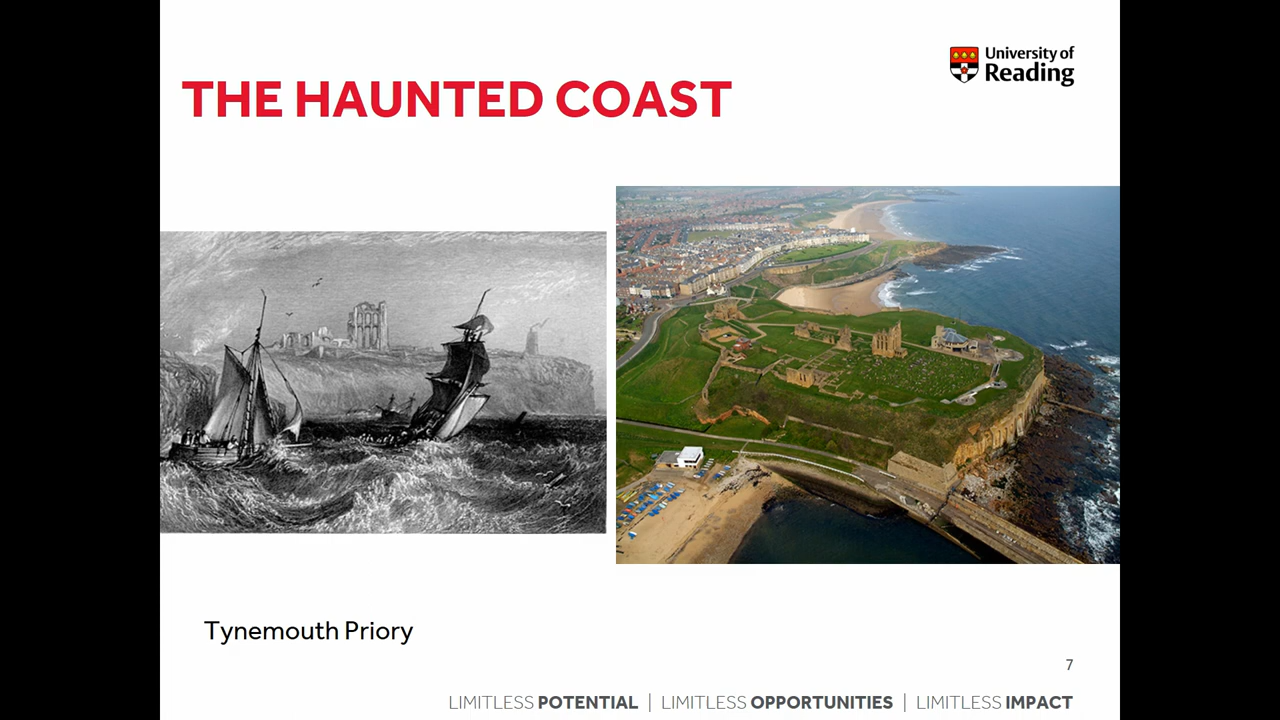 University of
Reading
THE HAUNTED COAST
Tynemouth Priory
7
LIMITLESS POTENTIAL | LIMITLESS OPPORTUNITIES | LIMITLESS IMPACT